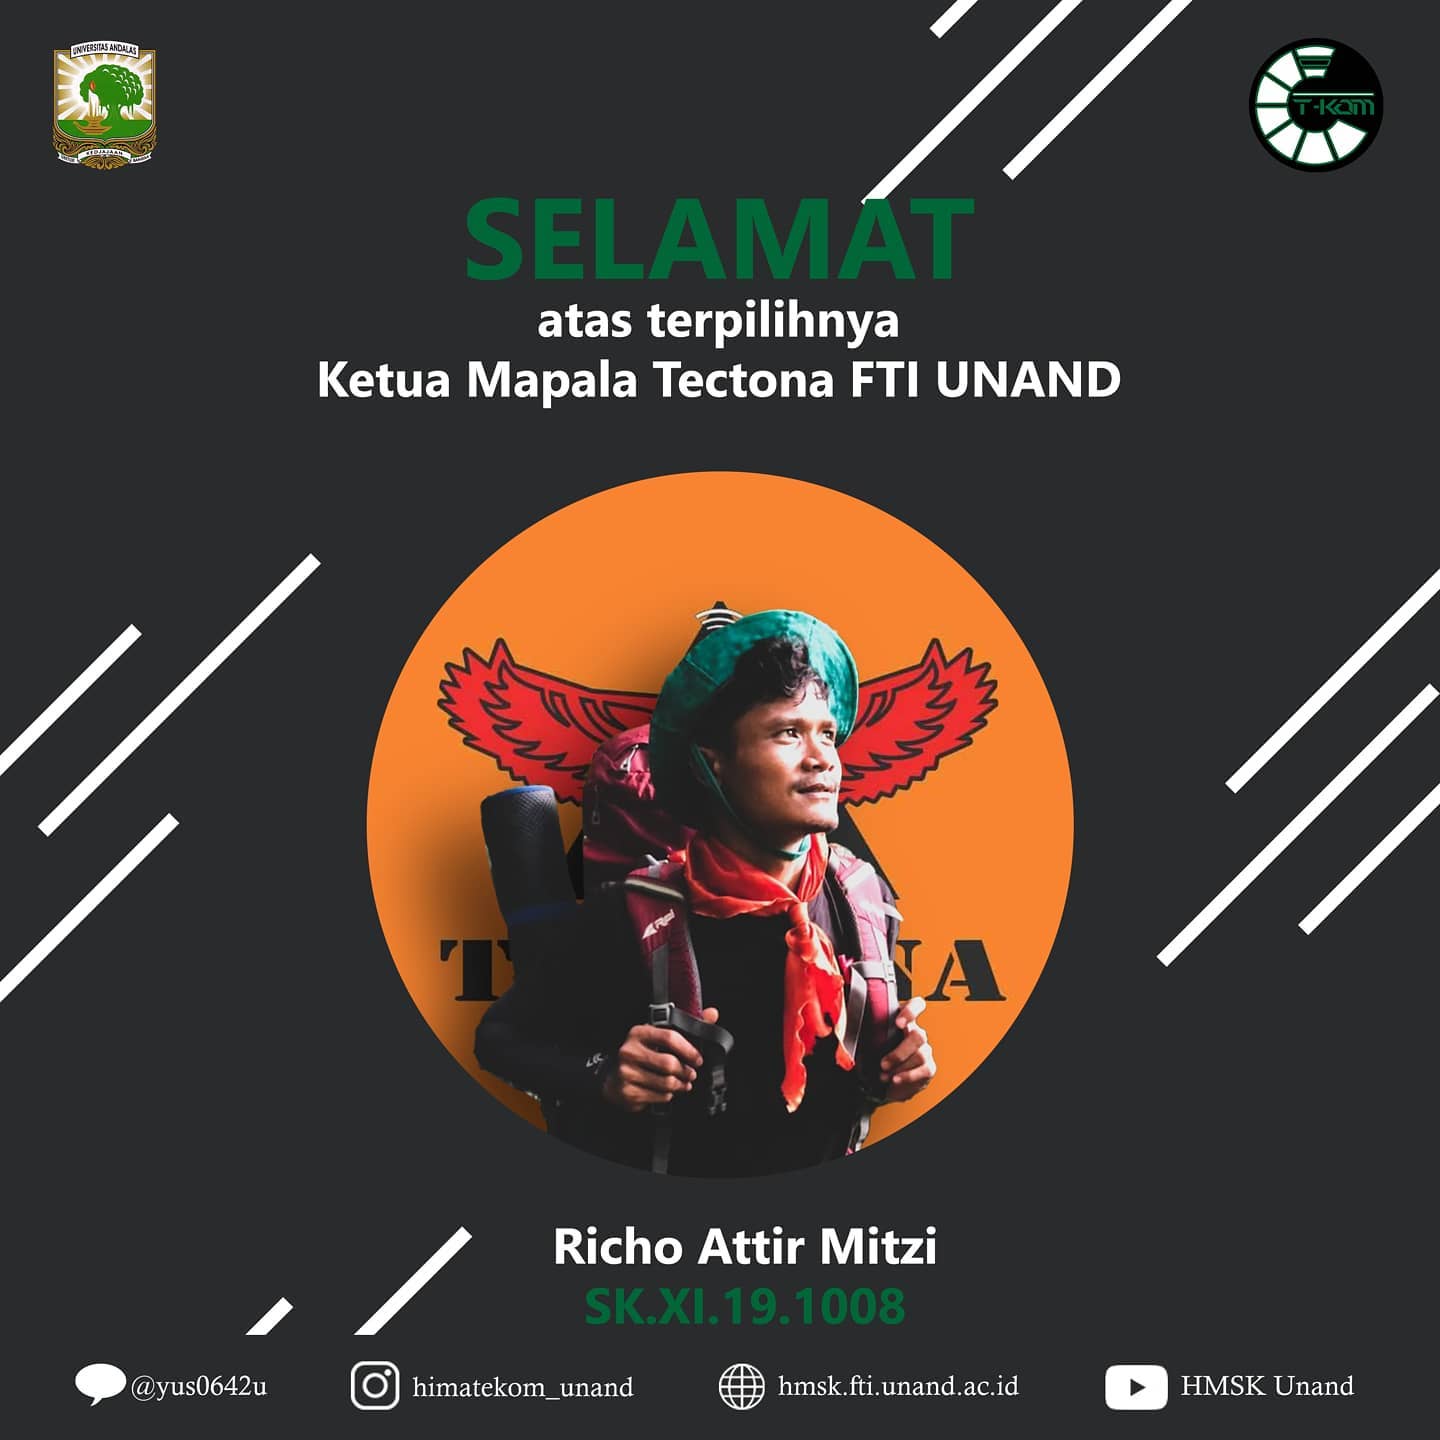 UNIVERSITAS ANDALAS
KEDJAJAAN
T-KOM
SELAMAT
atas terpilihnya
Ketua Mapala Tectona FTI UNAND
Richo Attir Mitzi
SK.XI.19.1008
@yus0642u
himatekom_unand
hmsk.fti.unand.ac.id
HMSK Unand